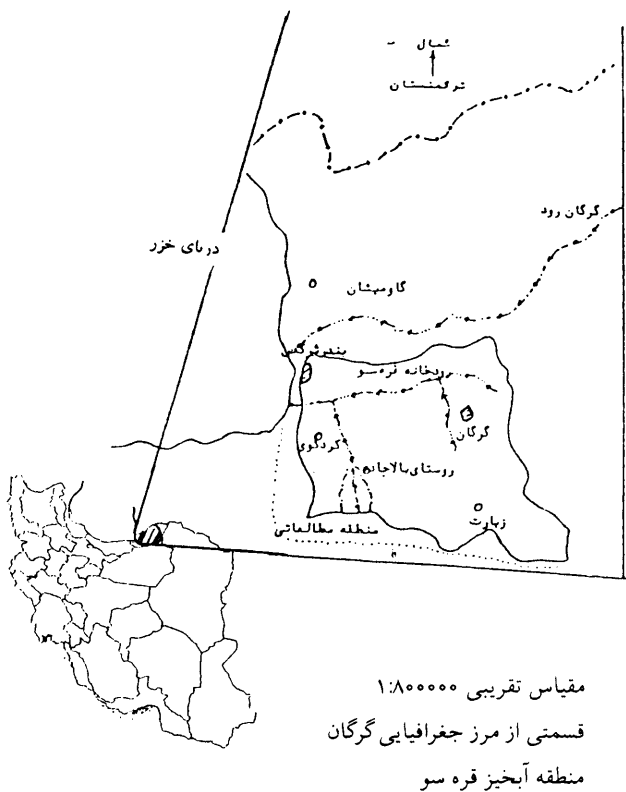 شمال
ترکمنستان
گرگان رود
دریای خزر
گاومیشان
بندرترکمن
رودخانه قره‌سو
گرگان
کردکوی
روستای بالاجاده
زیارت
منطقه مطالعاتی
مقیاس تقریبی ۱:۸۰۰۰۰۰
قسمتی از مرز جغرافیایی گرگان
منطقه آبخیز قره سو